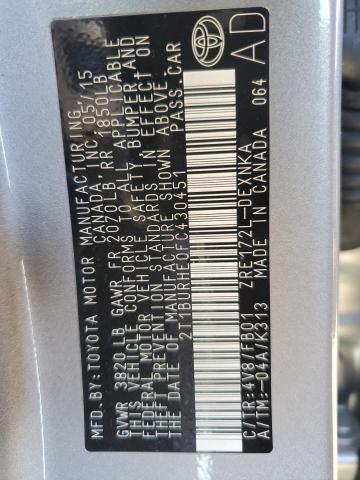 MFD.BY:TOYOTA MOTOR MANUFACTURING,
CANADA, INC. 05/15
GVWR 3820 LB GAWR FR 2070LB, RR 1850LB
THIS VEHICLE CONFORMS TO ALL APPLICABLE
FEDERAL MOTOR VEHICLE SAFETY, BUMPER, AND
THEFT PREVENTION STANDARDS IN EFFECT ON
THE DATE OF MANUFACTURE SHOWN ABOVE.
2T1BURHE0FC430451 PASS. CAR
ZRE172L-DEXNKA
C/TR: /FB01
A/TM:-04A/K313 MADE IN CANADA 064
AD